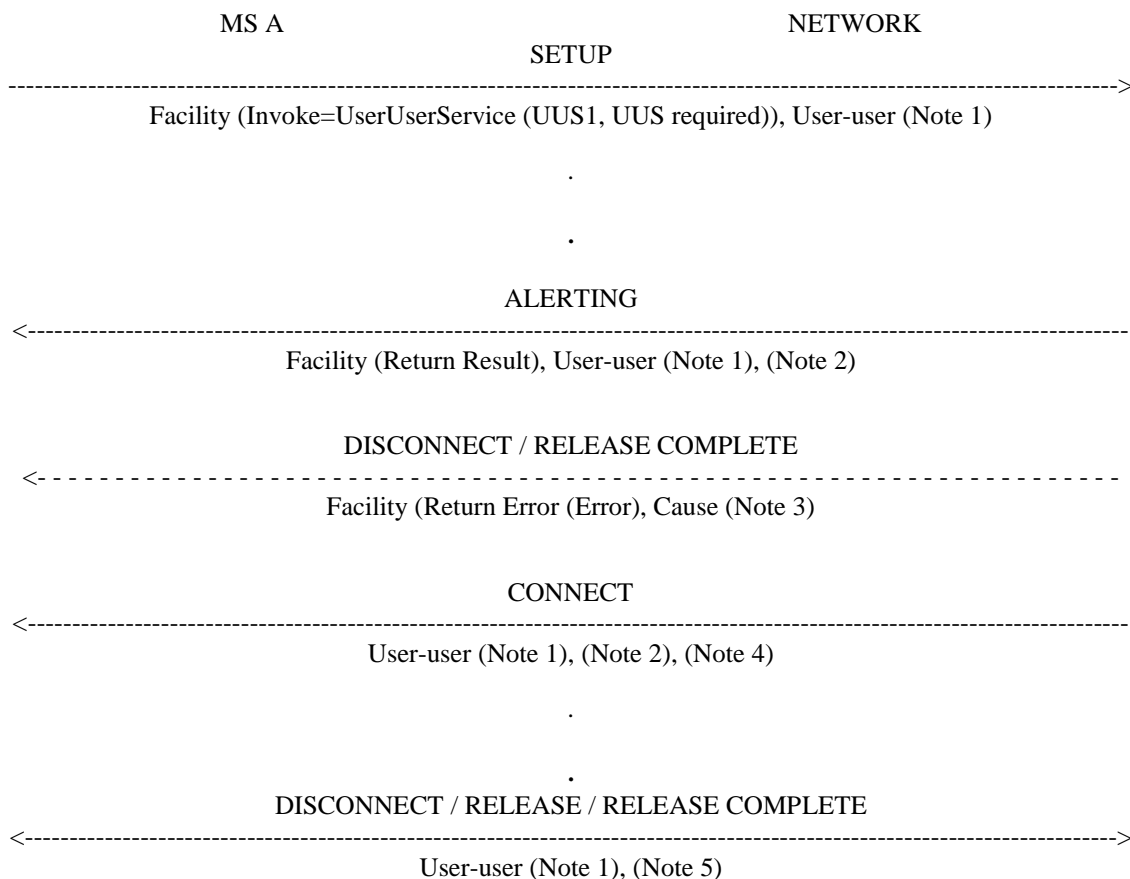 MS A NETWORK
SETUP
------------------------------------------------------------------------------------------------------------------------------>
Facility (Invoke=UserUserService (UUS1, UUS required)), User-user (Note 1)
.
.
ALERTING
<------------------------------------------------------------------------------------------------------------------------------
Facility (Return Result), User-user (Note 1), (Note 2)
DISCONNECT / RELEASE COMPLETE
<- - - - - - - - - - - - - - - - - - - - - - - - - - - - - - - - - - - - - - - - - - - - - - - - - - - - - - - - - - - - - - - - - - - - - -
Facility (Return Error (Error), Cause (Note 3)
CONNECT
<------------------------------------------------------------------------------------------------------------------------------
User-user (Note 1), (Note 2), (Note 4)
.
.
DISCONNECT / RELEASE / RELEASE COMPLETE
<---------------------------------------------------------------------------------------------------------------------------->
User-user (Note 1), (Note 5)